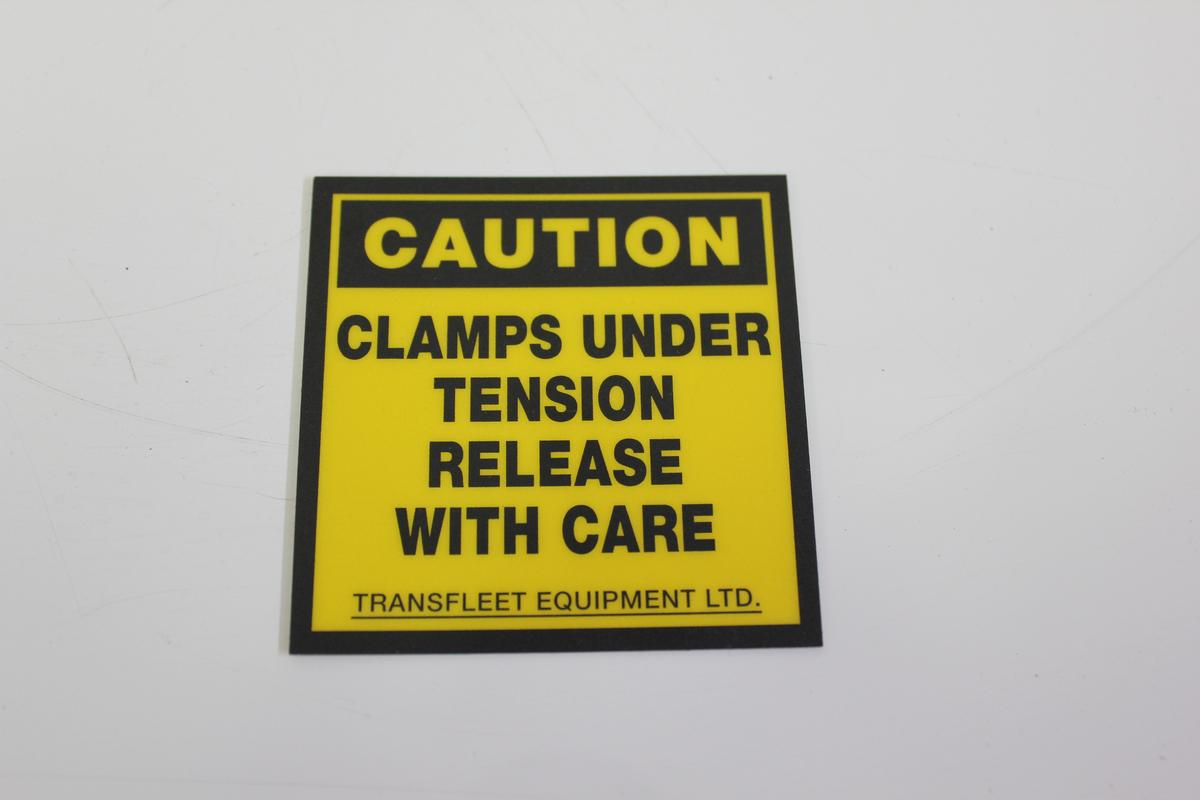 CAUTION
CLAMPS UNDER
TENSION
RELEASE
WITH CARE
TRANSFLEET EQUIPMENT LTD.